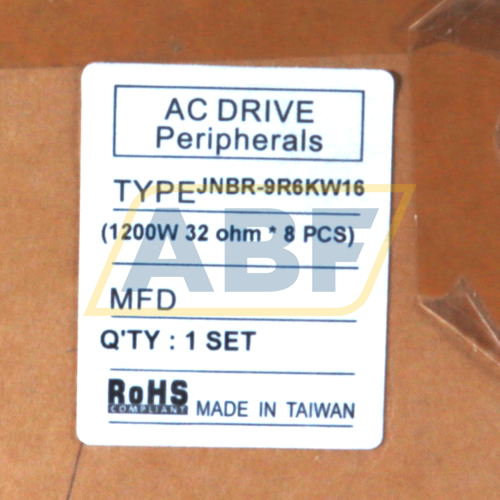 AC DRIVE
Peripherals
TYPE JNBR-9R6KW16
(1200W 32 ohm * 8 PCS)
MFD
Q'TY : 1 SET
RoHS
COMPLIANT MADE IN TAIWAN
ABF